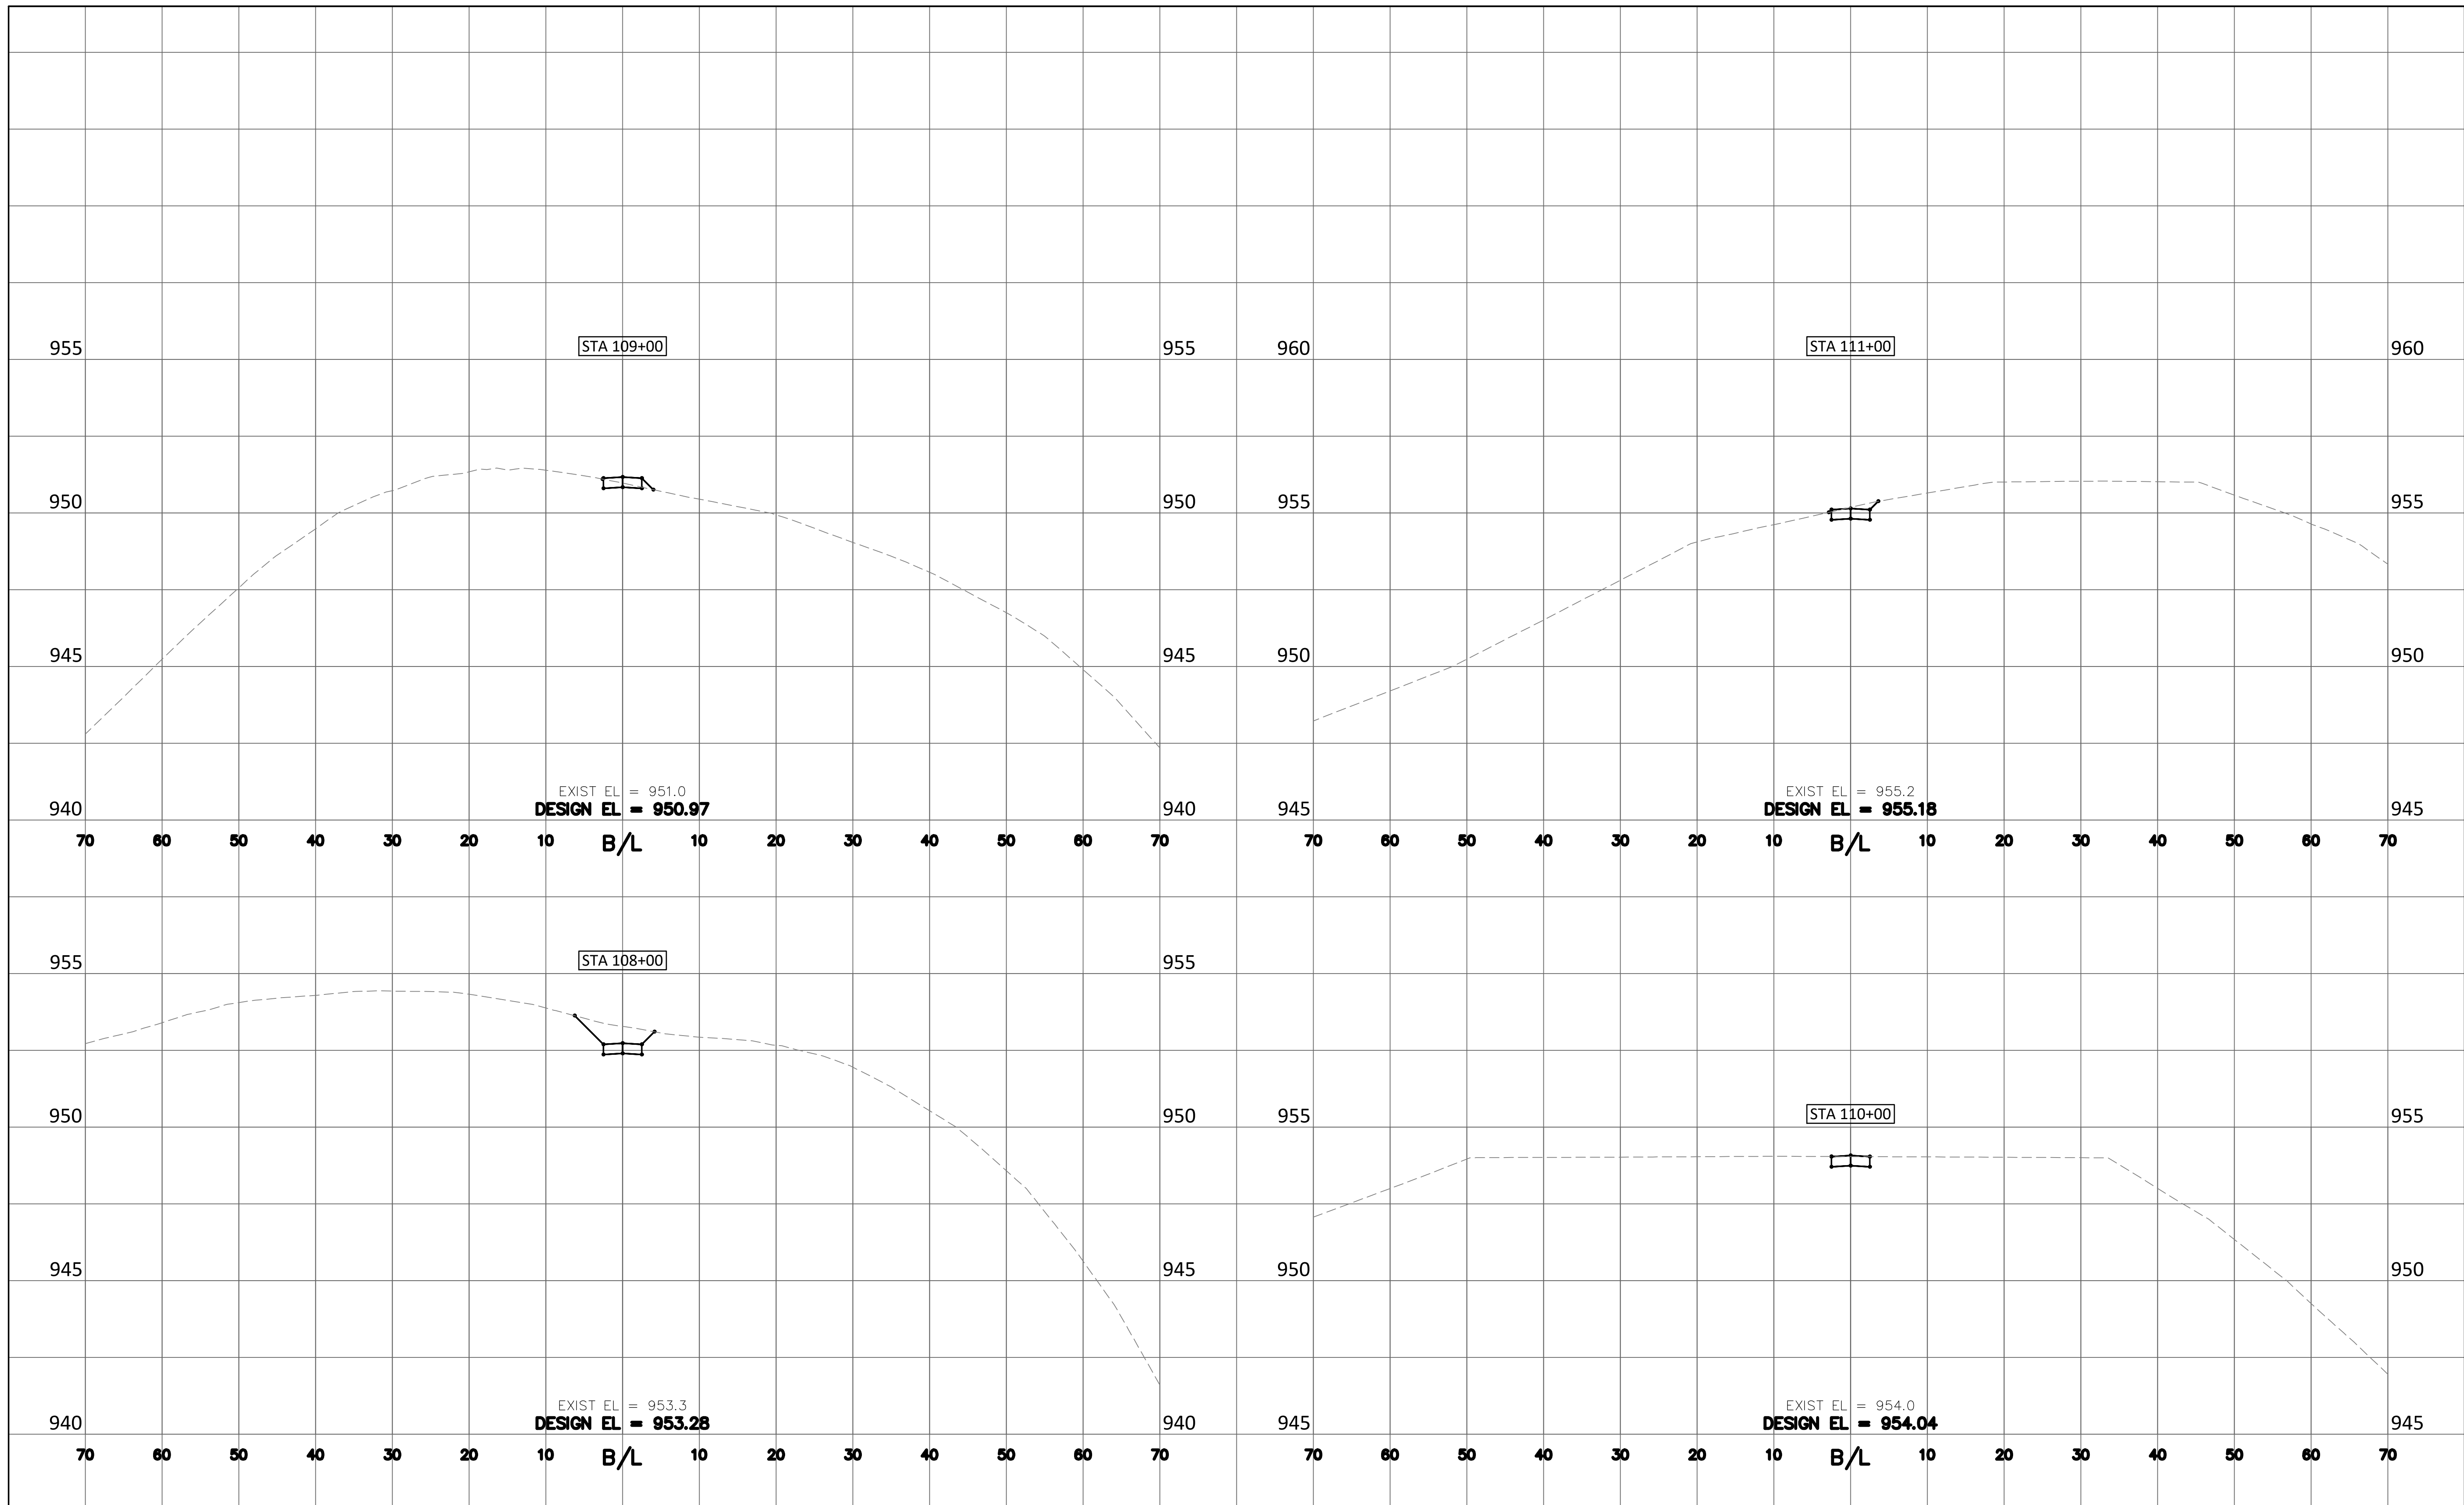 STA 109+00
955 955
950 950
945 945
EXIST EL = 951.0
DESIGN EL = 950.97
940 940
70 60 50 40 30 20 10 B/L 10 20 30 40 50 60 70
STA 111+00
960 960
955 955
950 950
EXIST EL = 955.2
DESIGN EL = 955.18
945 945
70 60 50 40 30 20 10 B/L 10 20 30 40 50 60 70
STA 108+00
955 955
950 950
945 945
EXIST EL = 953.3
DESIGN EL = 953.28
940 940
70 60 50 40 30 20 10 B/L 10 20 30 40 50 60 70
STA 110+00
955 955
950 950
EXIST EL = 954.0
DESIGN EL = 954.04
945 945
70 60 50 40 30 20 10 B/L 10 20 30 40 50 60 70